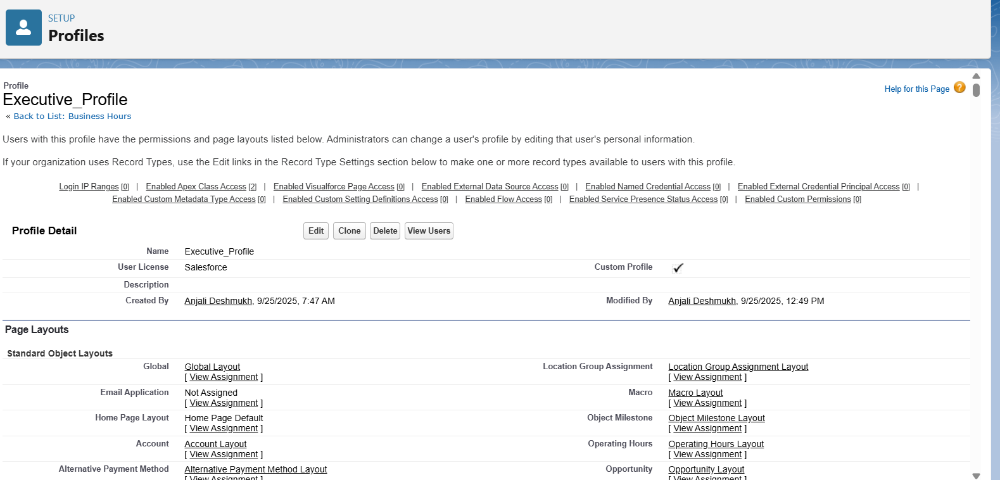 SETUP
Profiles
Profile
Executive_Profile
« Back to List: Business Hours
Help for this Page ?
Users with this profile have the permissions and page layouts listed below. Administrators can change a user's profile by editing that user's personal information.
If your organization uses Record Types, use the Edit links in the Record Type Settings section below to make one or more record types available to users with this profile.
Login IP Ranges [0] | Enabled Apex Class Access [2] | Enabled Visualforce Page Access [0] | Enabled External Data Source Access [0] | Enabled Named Credential Access [0] | Enabled External Credential Principal Access [0] |
Enabled Custom Metadata Type Access [0] | Enabled Custom Setting Definitions Access [0] | Enabled Flow Access [0] | Enabled Service Presence Status Access [0] | Enabled Custom Permissions [0]
Profile Detail Edit Clone Delete View Users
Name Executive_Profile
User License Salesforce Custom Profile
Description
Created By Anjali Deshmukh, 9/25/2025, 7:47 AM Modified By Anjali Deshmukh, 9/25/2025, 12:49 PM
Page Layouts
Standard Object Layouts
Global Global Layout Location Group Assignment Location Group Assignment Layout
[ View Assignment ] [ View Assignment ]
Email Application Not Assigned Macro Macro Layout
[ View Assignment ] [ View Assignment ]
Home Page Layout Home Page Default Object Milestone Object Milestone Layout
[ View Assignment ] [ View Assignment ]
Account Account Layout Operating Hours Operating Hours Layout
[ View Assignment ] [ View Assignment ]
Alternative Payment Method Alternative Payment Method Layout Opportunity Opportunity Layout
[ View Assignment ] [ View Assignment ]